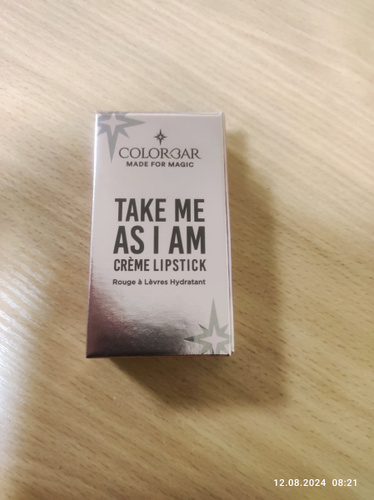 COLORBAR
MADE FOR MAGIC
TAKE ME
AS I AM
CRÈME LIPSTICK
Rouge à Lèvres Hydratant
12.08.2024 08:21